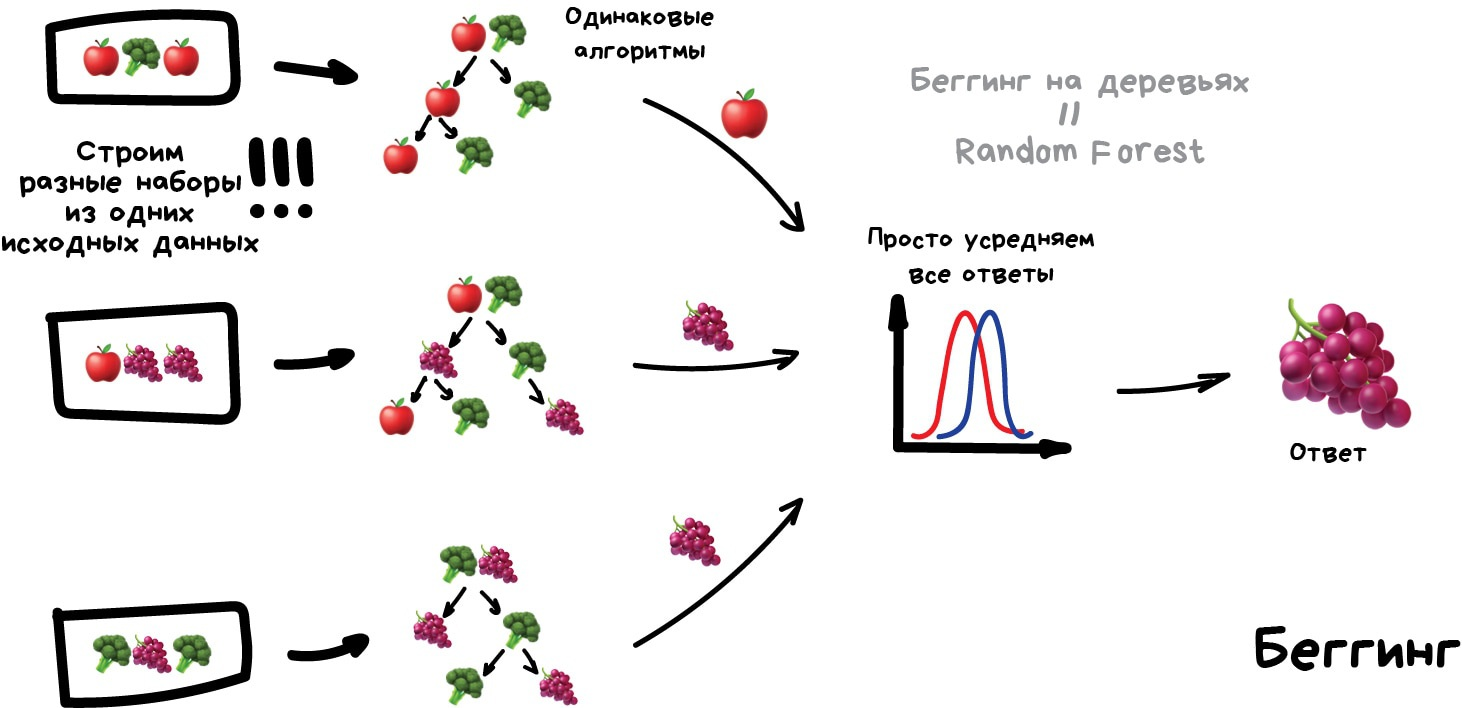 Одинаковые
алгоритмы
Беггинг на деревьях
=
Random Forest
Строим
разные наборы
из одних
исходных данных
!!!
Просто усредняем
все ответы
Ответ
Беггинг